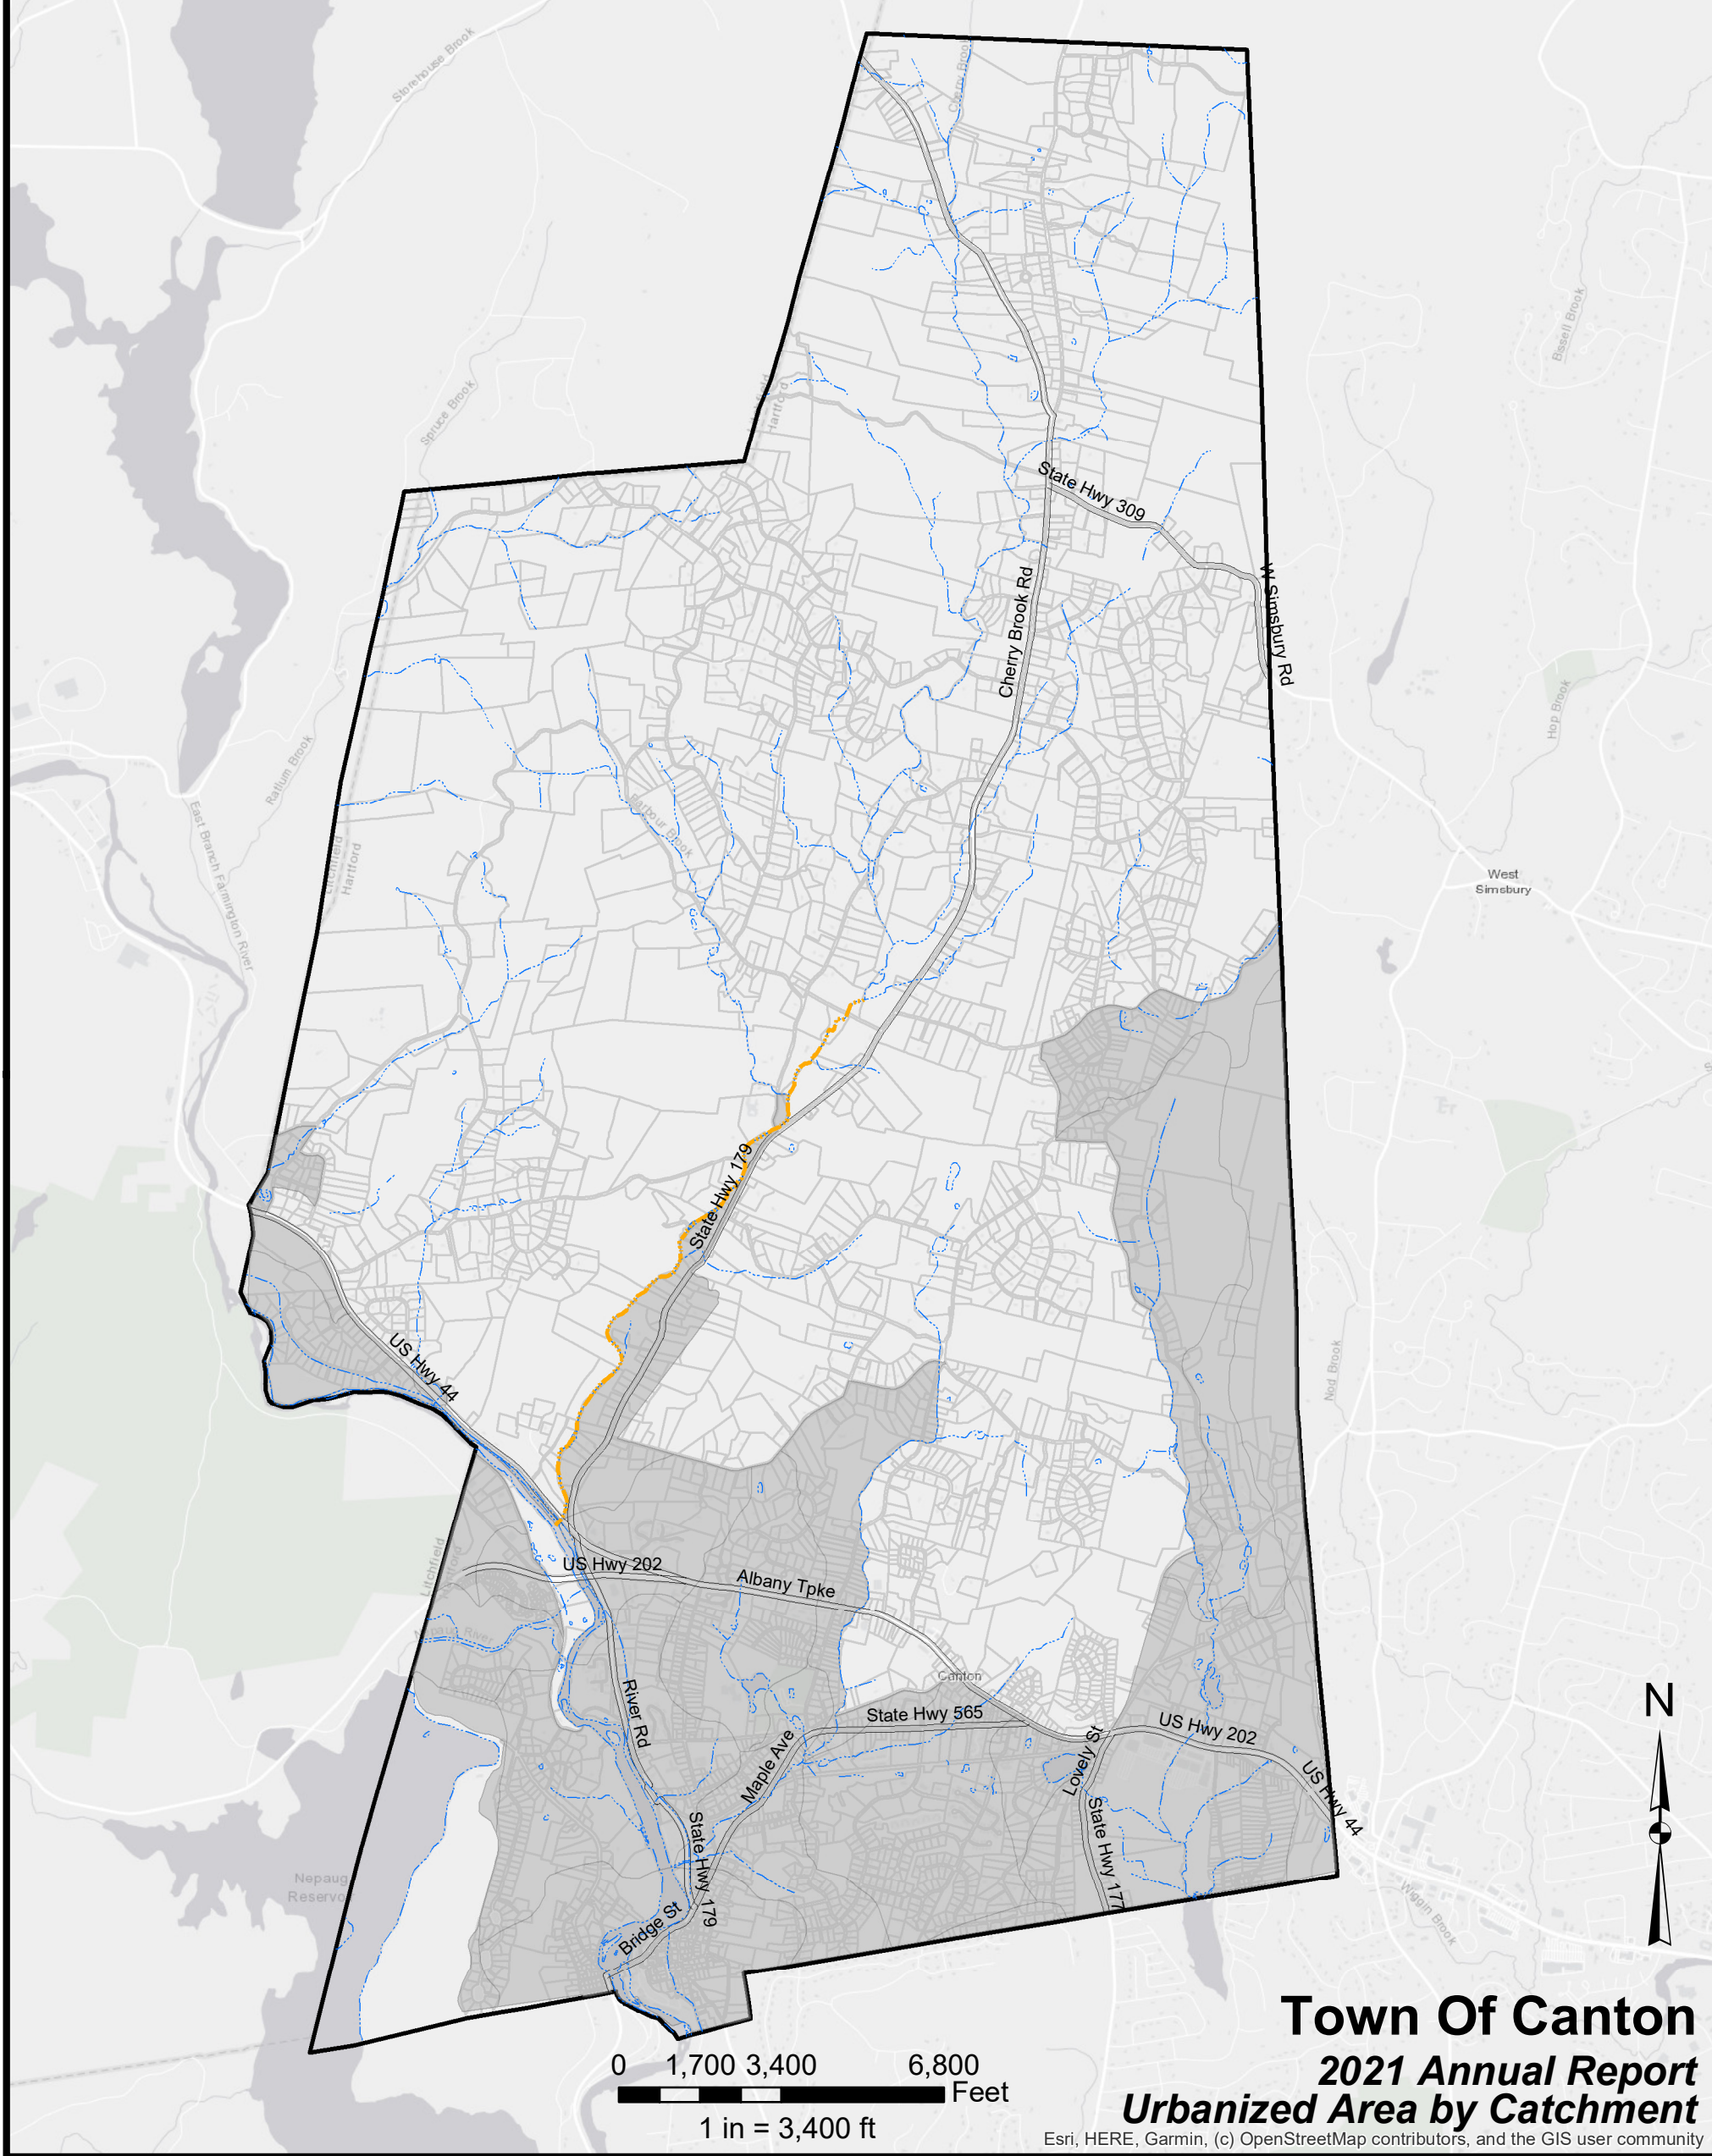 Storehouse Brook
Cherry Brook
Bissell Brook
Spruce Brook
Litchfield
Hartford
State Hwy 309
W Simsbury Rd
Cherry Brook Rd
Hop Brook
Ratlum Brook
Barbour Brook
East Branch Farmington River
Litchfield
Hartford
West
Simsbury
State Hwy 179
US Hwy 44
Nod Brook
Litchfield
US Hwy 202
Albany Tpke
Nepaug River
Canton
River Rd
State Hwy 565
US Hwy 202
Maple Ave
Lovely St
US Hwy 44
State Hwy 179
State Hwy 177
Nepaug
Reservoir
Bridge St
Wiggin Brook
N
Town Of Canton
2021 Annual Report
Urbanized Area by Catchment
0 1,700 3,400 6,800
Feet
1 in = 3,400 ft
Esri, HERE, Garmin, (c) OpenStreetMap contributors, and the GIS user community